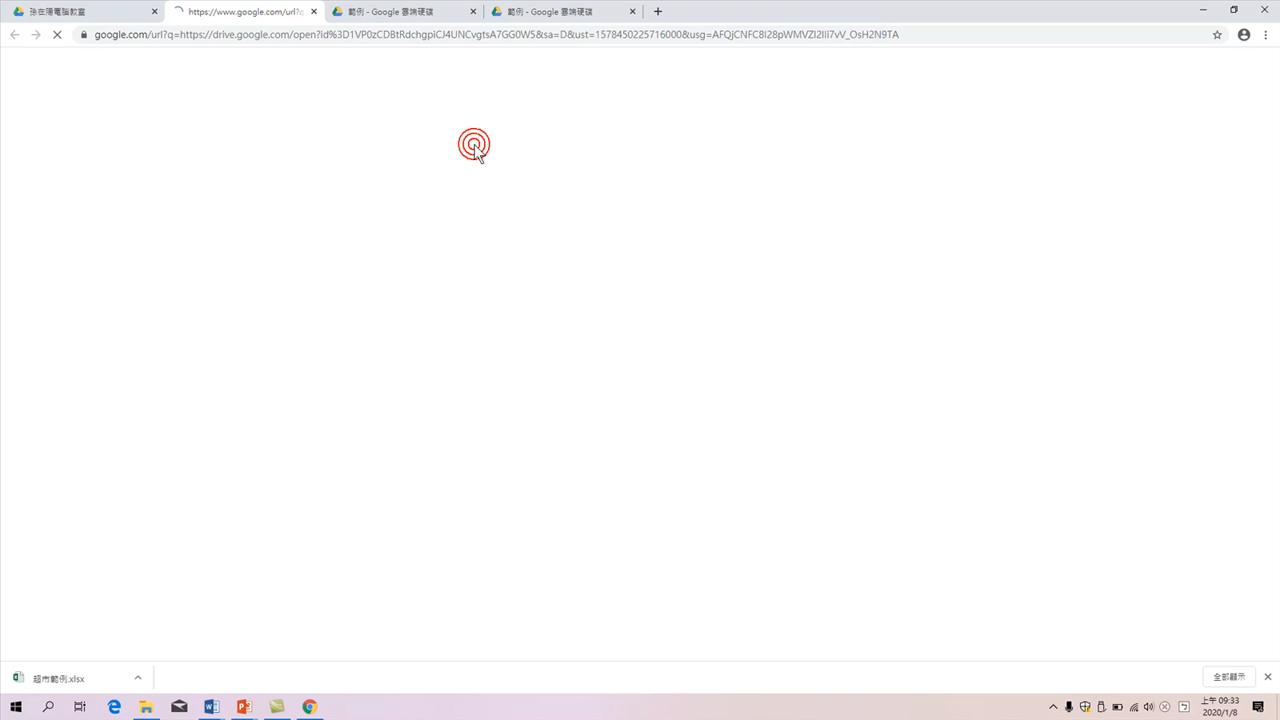 孫在陽電腦教室
https://www.google.com/url?q
範例 - Google 雲端硬碟
範例 - Google 雲端硬碟
google.com/url?q=https://drive.google.com/open?id%3D1VP0zCDBtRdchgpiCJ4UNCvgtsA7GG0W5&sa=D&ust=1578450225716000&usg=AFQjCNFC8I28pWMVZI2Iii7vV_OsH2N9TA
超市範例.xlsx
全部顯示
上午 09:33
2020/1/8